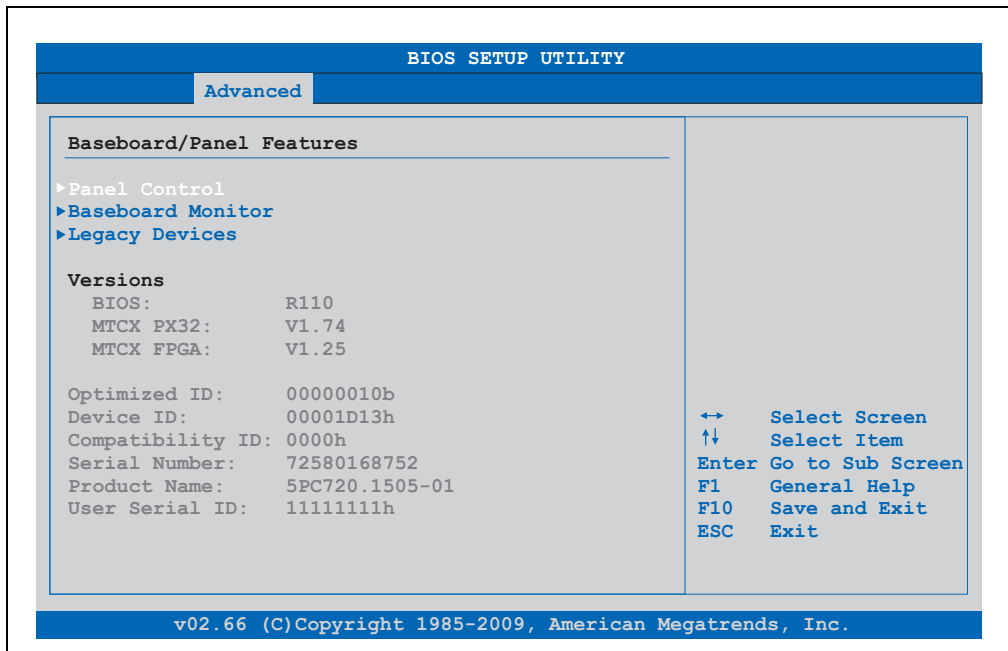 BIOS SETUP UTILITY
Advanced
Baseboard/Panel Features
▶Panel Control
▶Baseboard Monitor
▶Legacy Devices
Versions
BIOS: R110
MTCX PX32: V1.74
MTCX FPGA: V1.25
Optimized ID: 00000010b
Device ID: 00001D13h
Compatibility ID: 0000h
Serial Number: 72580168752
Product Name: 5PC720.1505-01
User Serial ID: 11111111h
↔ Select Screen
↑↓ Select Item
Enter Go to Sub Screen
F1 General Help
F10 Save and Exit
ESC Exit
v02.66 (C)Copyright 1985-2009, American Megatrends, Inc.